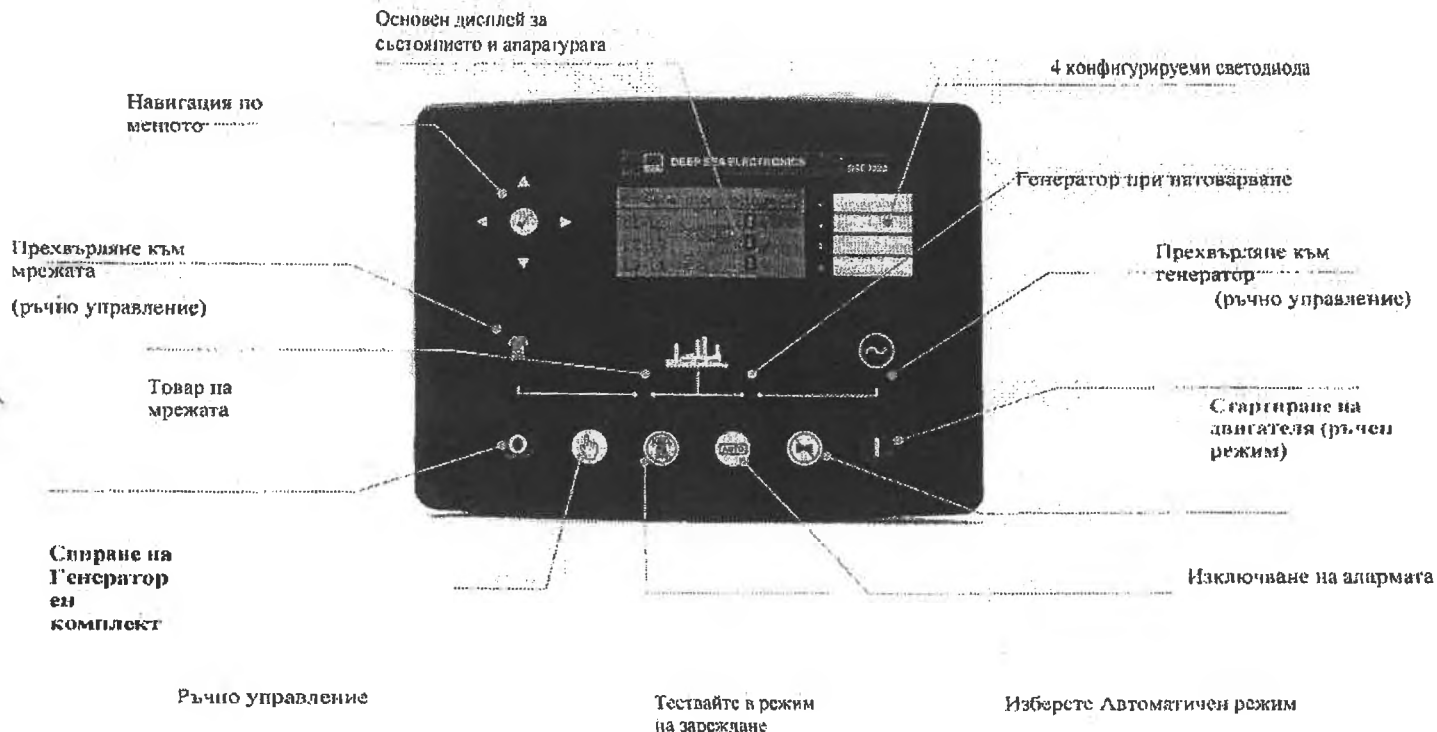 Основен дисплей за
състоянието и апаратурата
4 конфигурируеми светодиода
Навигация по
менюто
DEEP SEA ELECTRONICS
Генератор при натоварване
Прехвърляне към
мрежата
(ръчно управление)
Прехвърляне към
генератор
(ръчно управление)
Товар на
мрежата
Стартиране на
двигателя (ръчен
режим)
AUTO
Спиране на
Генератор
ен
комплект
Изключване на алармата
Ръчно управление
Тествайте в режим
на зареждане
Изберете Автоматичен режим